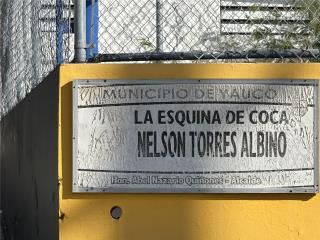 MUNICIPIO DE YAUCO
LA ESQUINA DE COCA
NELSON TORRES ALBINO
Hon. Abel Nazario Quiñones - Alcalde